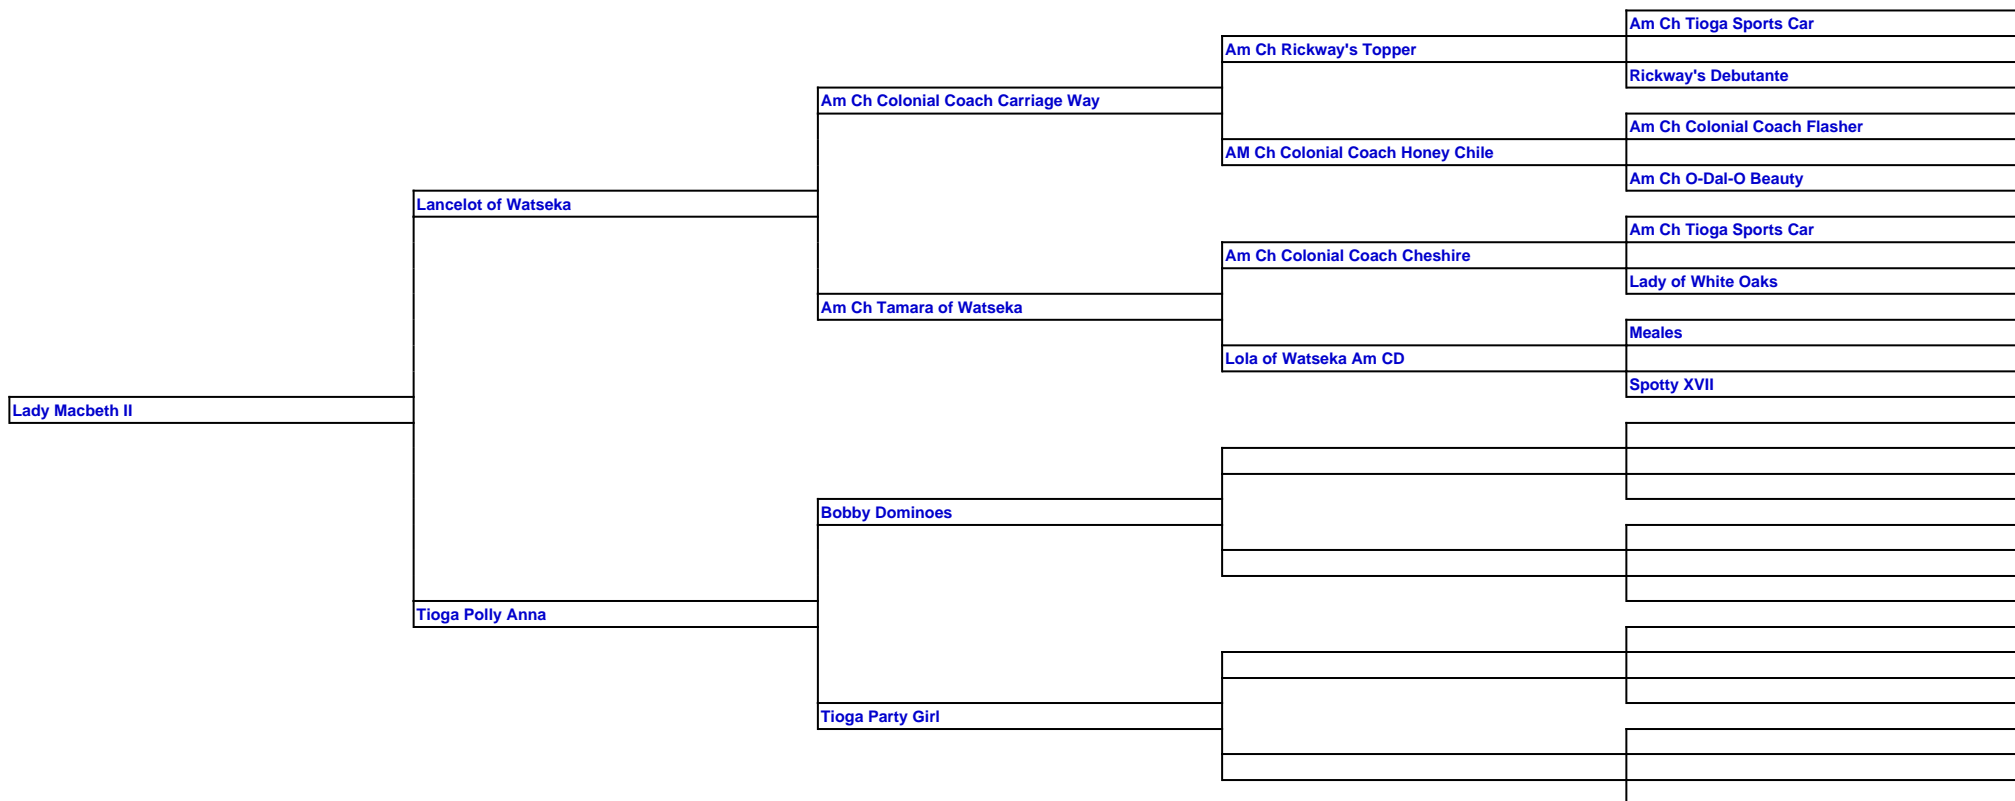 Am Ch Tioga Sports Car
Am Ch Rickway's Topper
Rickway's Debutante
Am Ch Colonial Coach Carriage Way
Am Ch Colonial Coach Flasher
AM Ch Colonial Coach Honey Chile
Am Ch O-Dal-O Beauty
Lancelot of Watseka
Am Ch Tioga Sports Car
Am Ch Colonial Coach Cheshire
Lady of White Oaks
Am Ch Tamara of Watseka
Meales
Lola of Watseka Am CD
Spotty XVII
Lady Macbeth II
Bobby Dominoes
Tioga Polly Anna
Tioga Party Girl